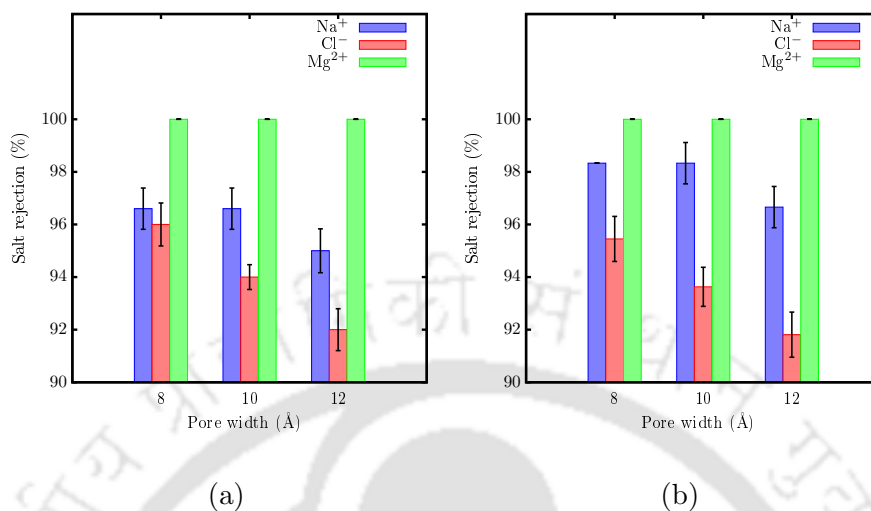 Na⁺
Cl⁻
Mg²⁺
Salt rejection (%)
100
98
96
94
92
90
8
10
12
Pore width (Å)
(a)
Na⁺
Cl⁻
Mg²⁺
Salt rejection (%)
100
98
96
94
92
90
8
10
12
Pore width (Å)
(b)